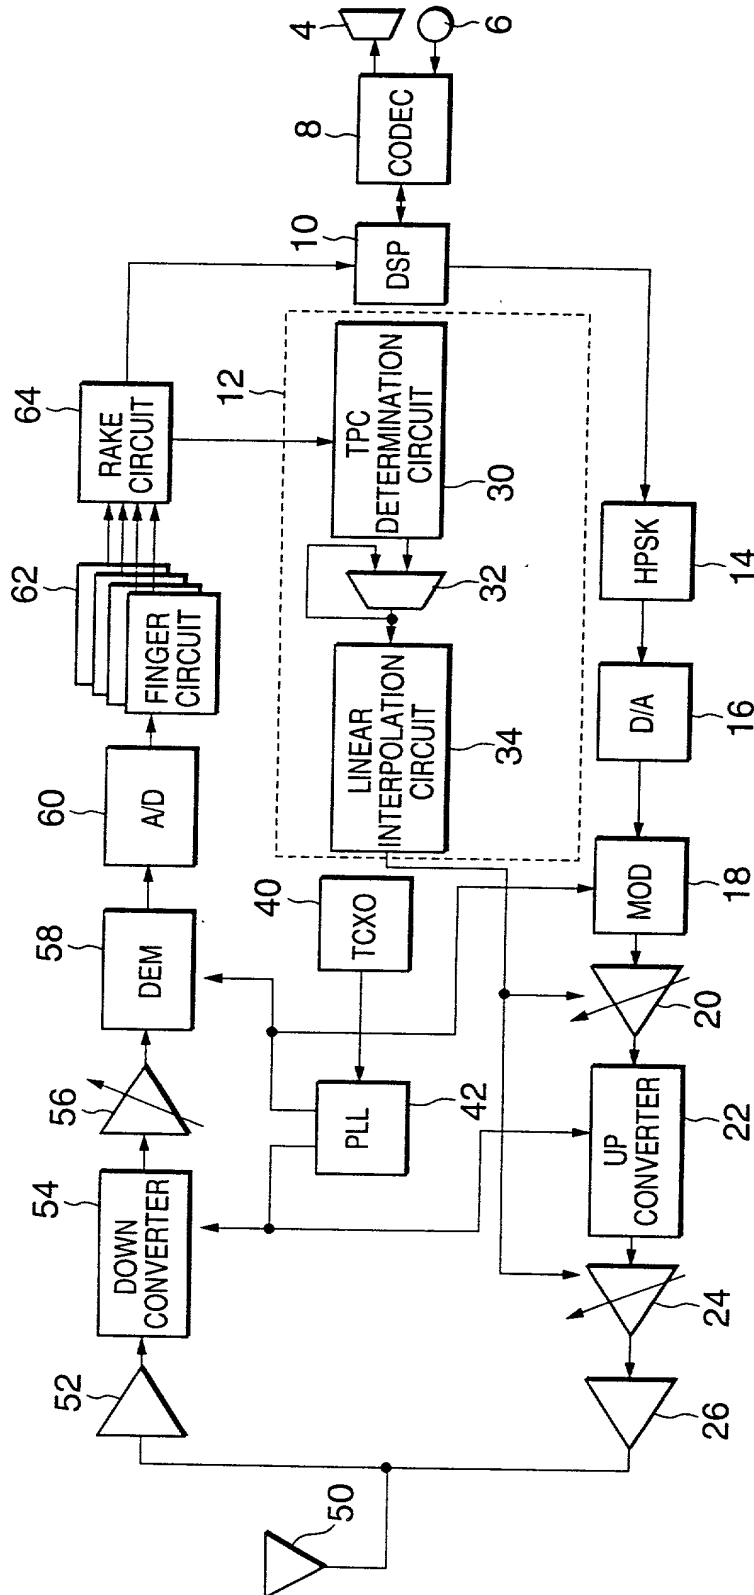 50
52
DOWN
CONVERTER
54
56
DEM
58
A/D
60
FINGER
CIRCUIT
62
RAKE
CIRCUIT
64
PLL
42
TCXO
40
LINEAR
INTERPOLATION
CIRCUIT
34
32
TPC
DETERMINATION
CIRCUIT
30
12
DSP
10
CODEC
8
4
6
26
24
UP
CONVERTER
22
20
MOD
18
D/A
16
HPSK
14